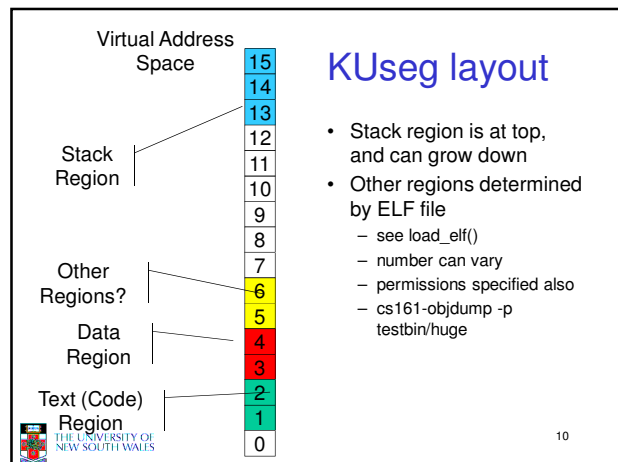 Virtual Address
Space
15
14
13
12
11
10
9
8
7
6
5
4
3
2
1
0
Stack
Region
Other
Regions?
Data
Region
Text (Code)
Region
THE UNIVERSITY OF
NEW SOUTH WALES
KUseg layout
• Stack region is at top,
and can grow down
• Other regions determined
by ELF file
– see load_elf()
– number can vary
– permissions specified also
– cs161-objdump -p
testbin/huge
10